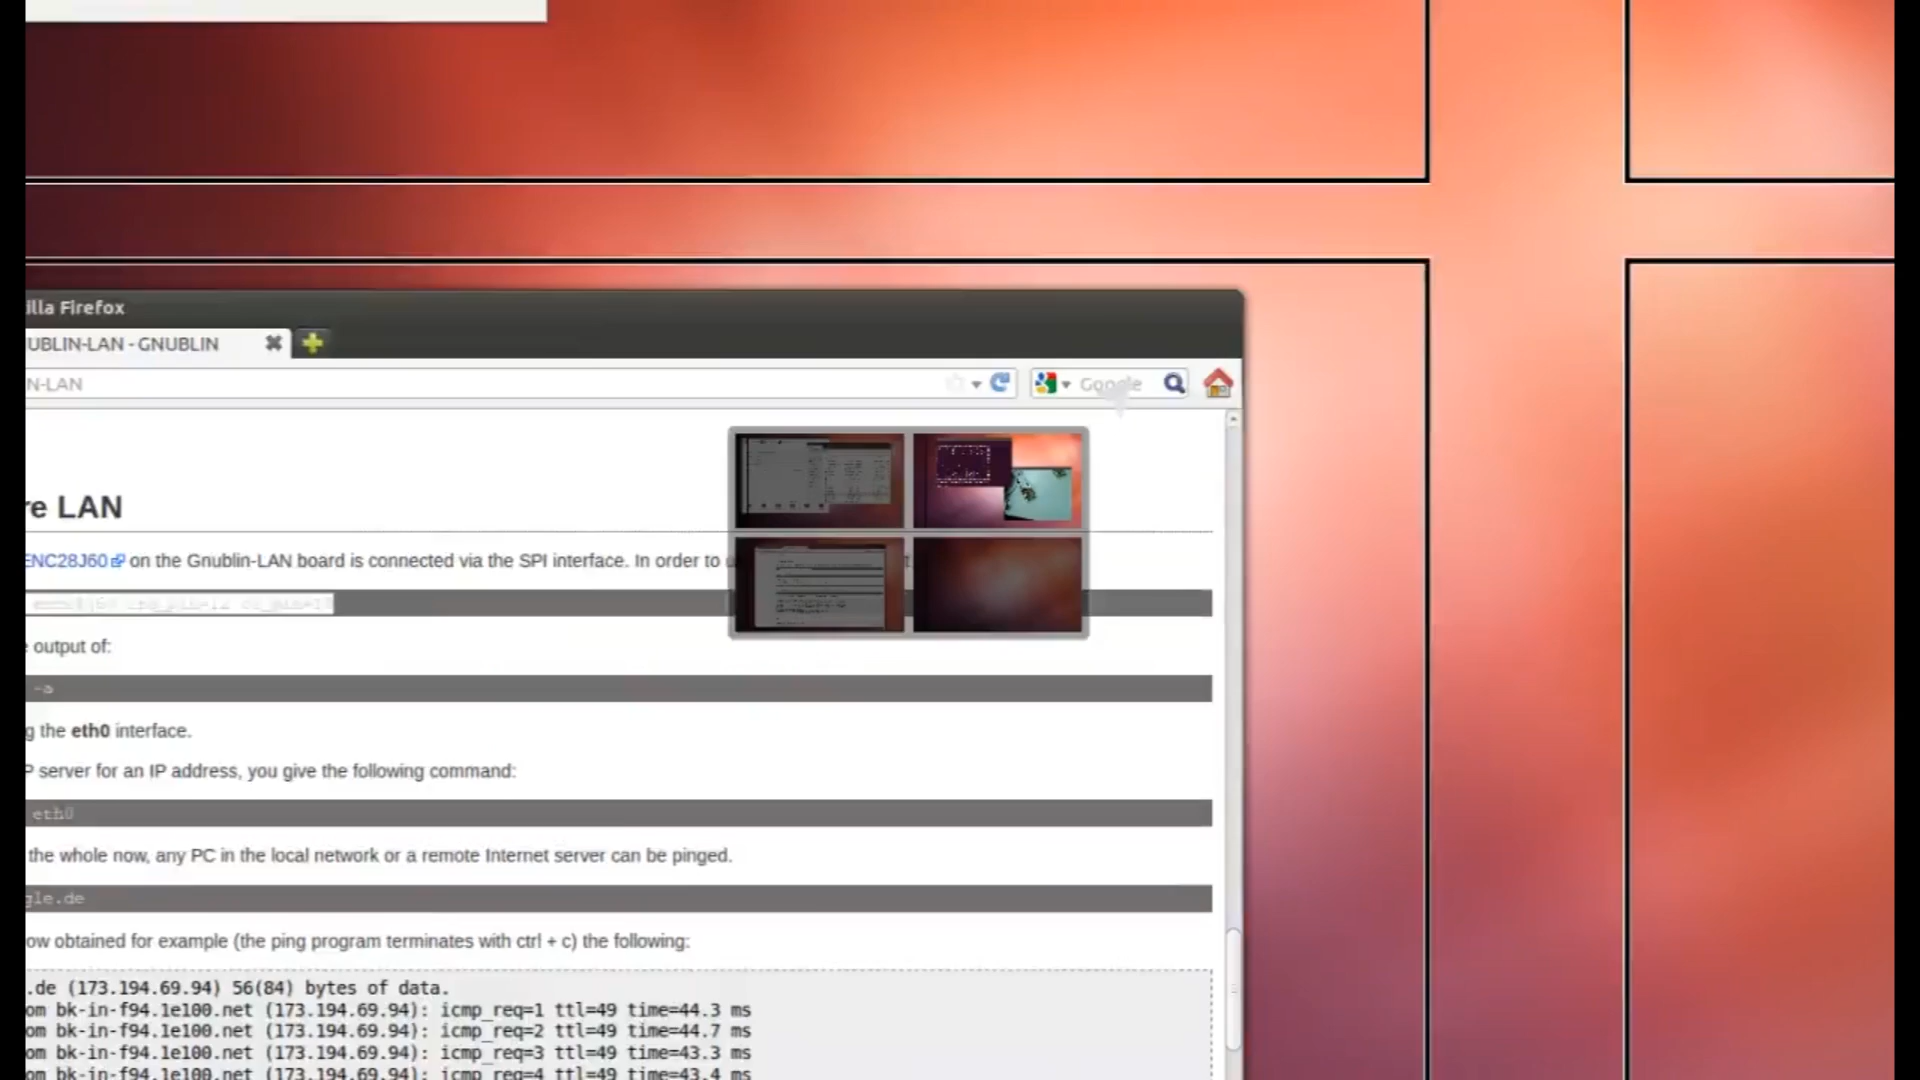 illa Firefox
UBLIN-LAN - GNUBLIN
N-LAN
Google
re LAN
ENC28J60 on the Gnublin-LAN board is connected via the SPI interface. In order to
output of:
-a
g the eth0 interface.
P server for an IP address, you give the following command:
eth0
the whole now, any PC in the local network or a remote Internet server can be pinged.
gle.de
ow obtained for example (the ping program terminates with ctrl + c) the following:
.de (173.194.69.94) 56(84) bytes of data.
om bk-in-f94.1e100.net (173.194.69.94): icmp_req=1 ttl=49 time=44.3 ms
om bk-in-f94.1e100.net (173.194.69.94): icmp_req=2 ttl=49 time=44.7 ms
om bk-in-f94.1e100.net (173.194.69.94): icmp_req=3 ttl=49 time=43.3 ms
om bk-in-f94.1e100.net (173.194.69.94): icmp_req=4 ttl=49 time=43.4 ms